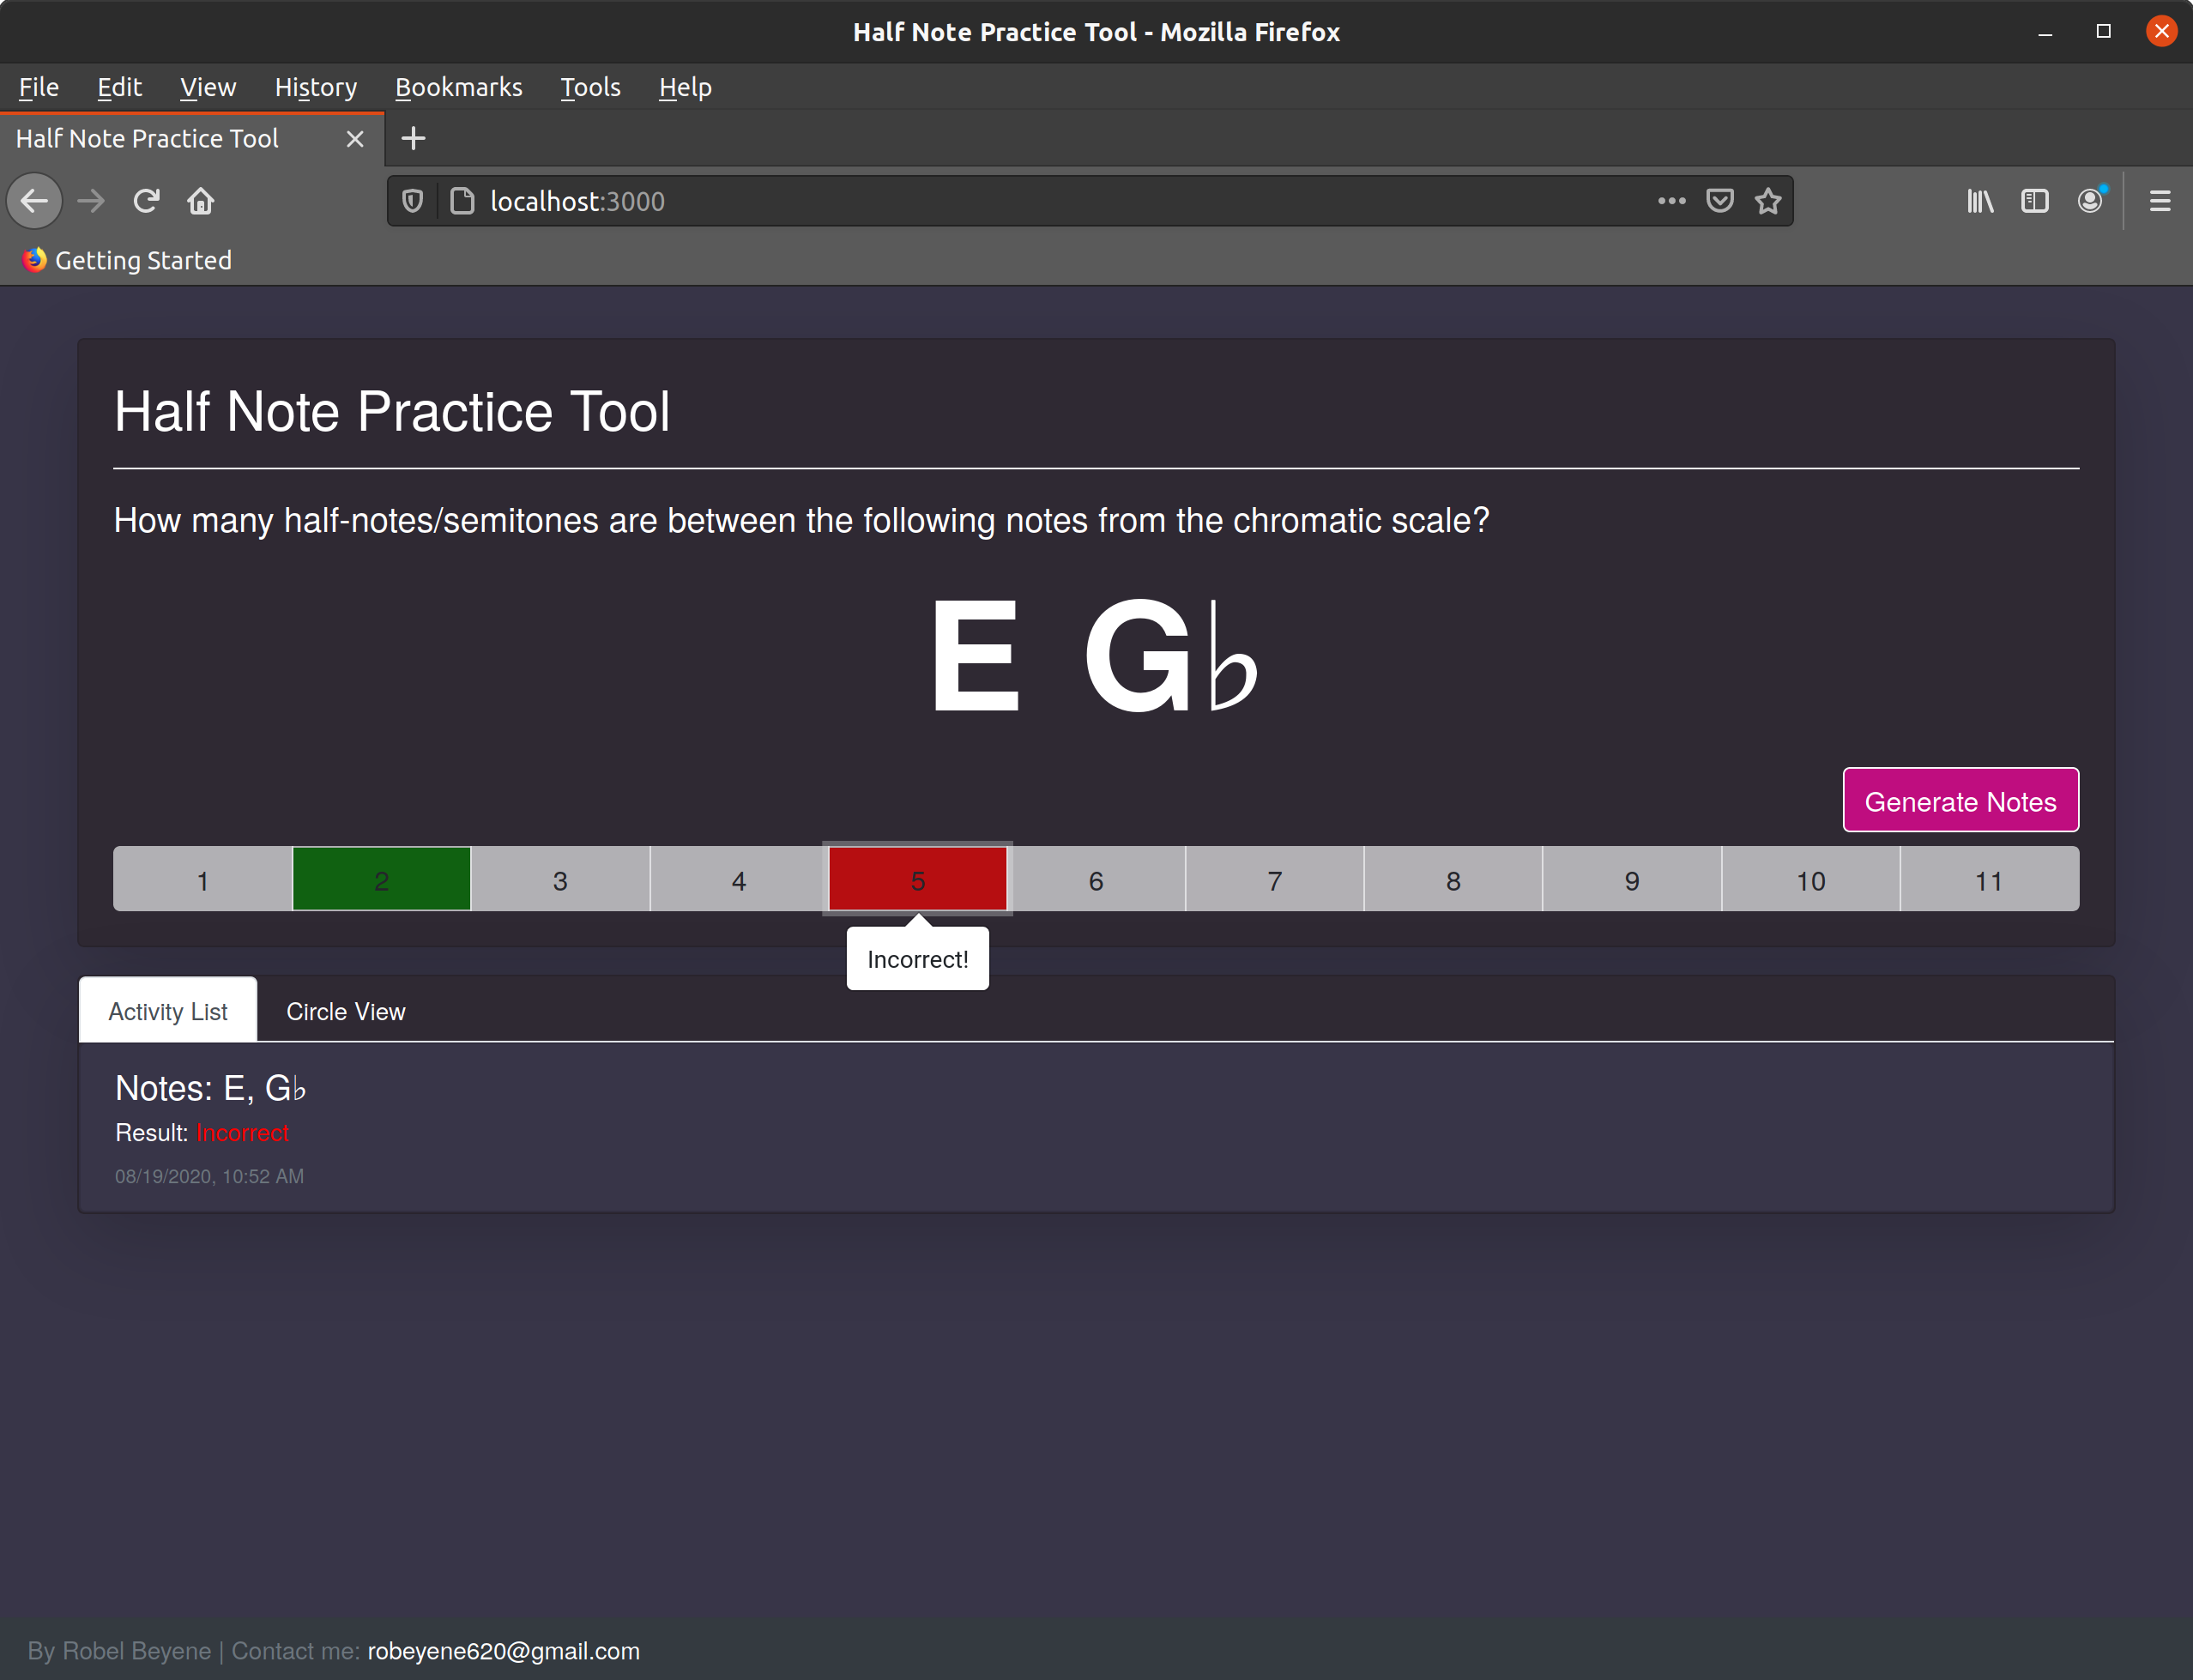 Half Note Practice Tool - Mozilla Firefox
File Edit View History Bookmarks Tools Help
Half Note Practice Tool
localhost:3000
Getting Started
Half Note Practice Tool
How many half-notes/semitones are between the following notes from the chromatic scale?
E G♭
Generate Notes
1 2 3 4 5 6 7 8 9 10 11
Incorrect!
Activity List Circle View
Notes: E, G♭
Result: Incorrect
08/19/2020, 10:52 AM
By Robel Beyene | Contact me: robeyene620@gmail.com